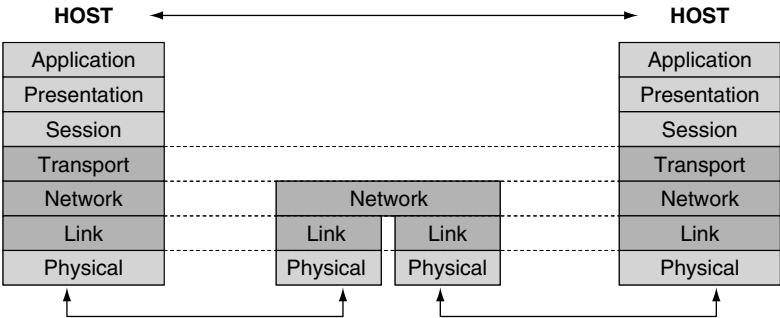 HOST HOST
Application Application
Presentation Presentation
Session Session
Transport Transport
Network Network Network
Link Link Link Link
Physical Physical Physical Physical